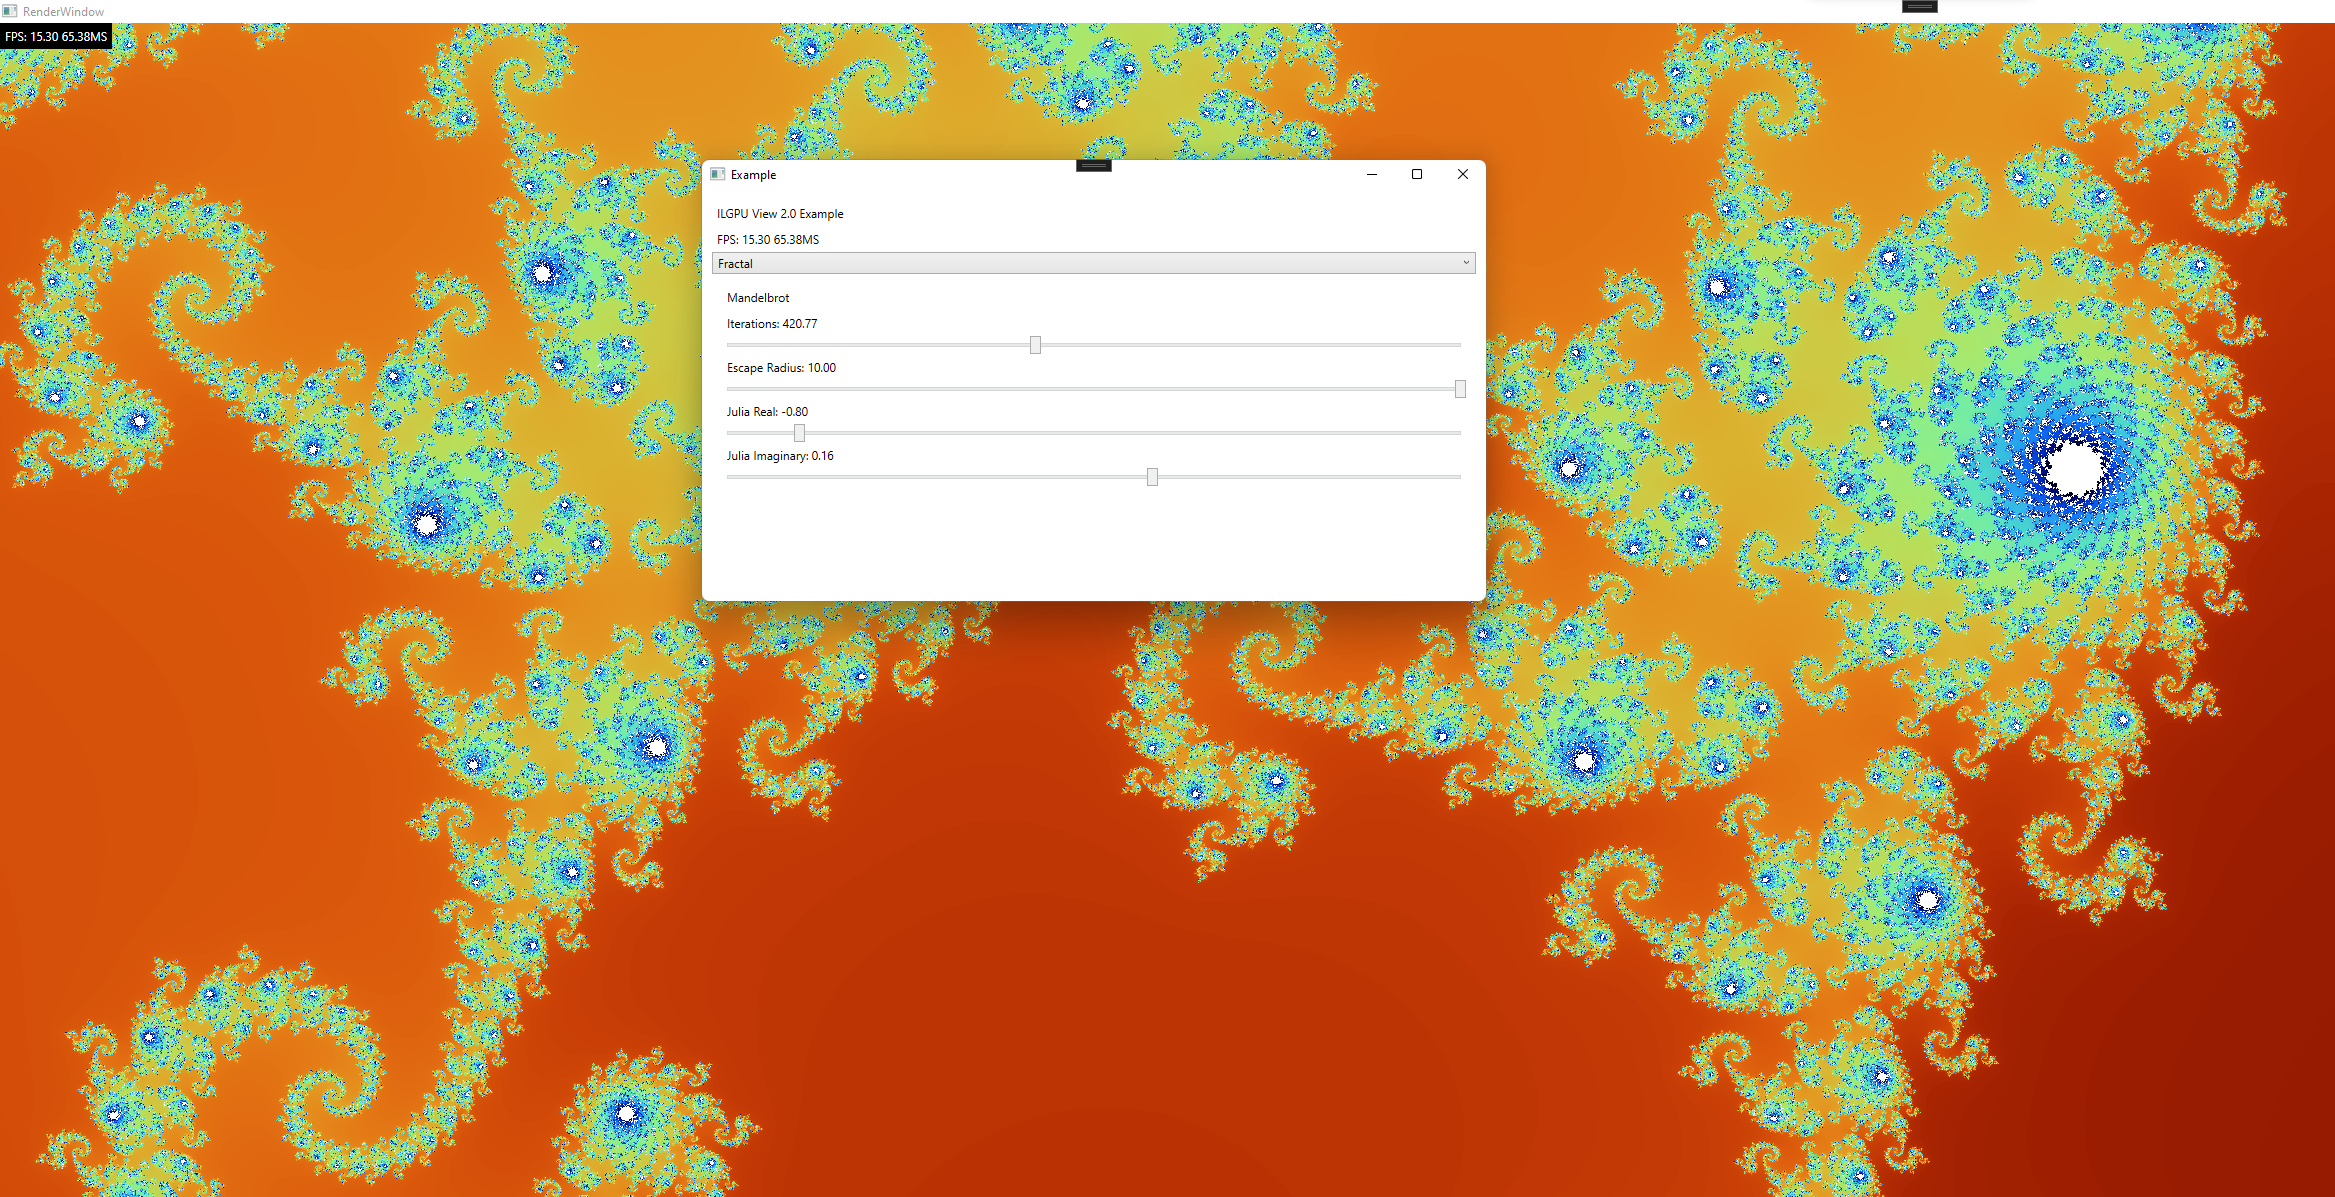 RenderWindow
FPS: 15.30 65.38MS
Example
ILGPU View 2.0 Example
FPS: 15.30 65.38MS
Fractal
Mandelbrot
Iterations: 420.77
Escape Radius: 10.00
Julia Real: -0.80
Julia Imaginary: 0.16